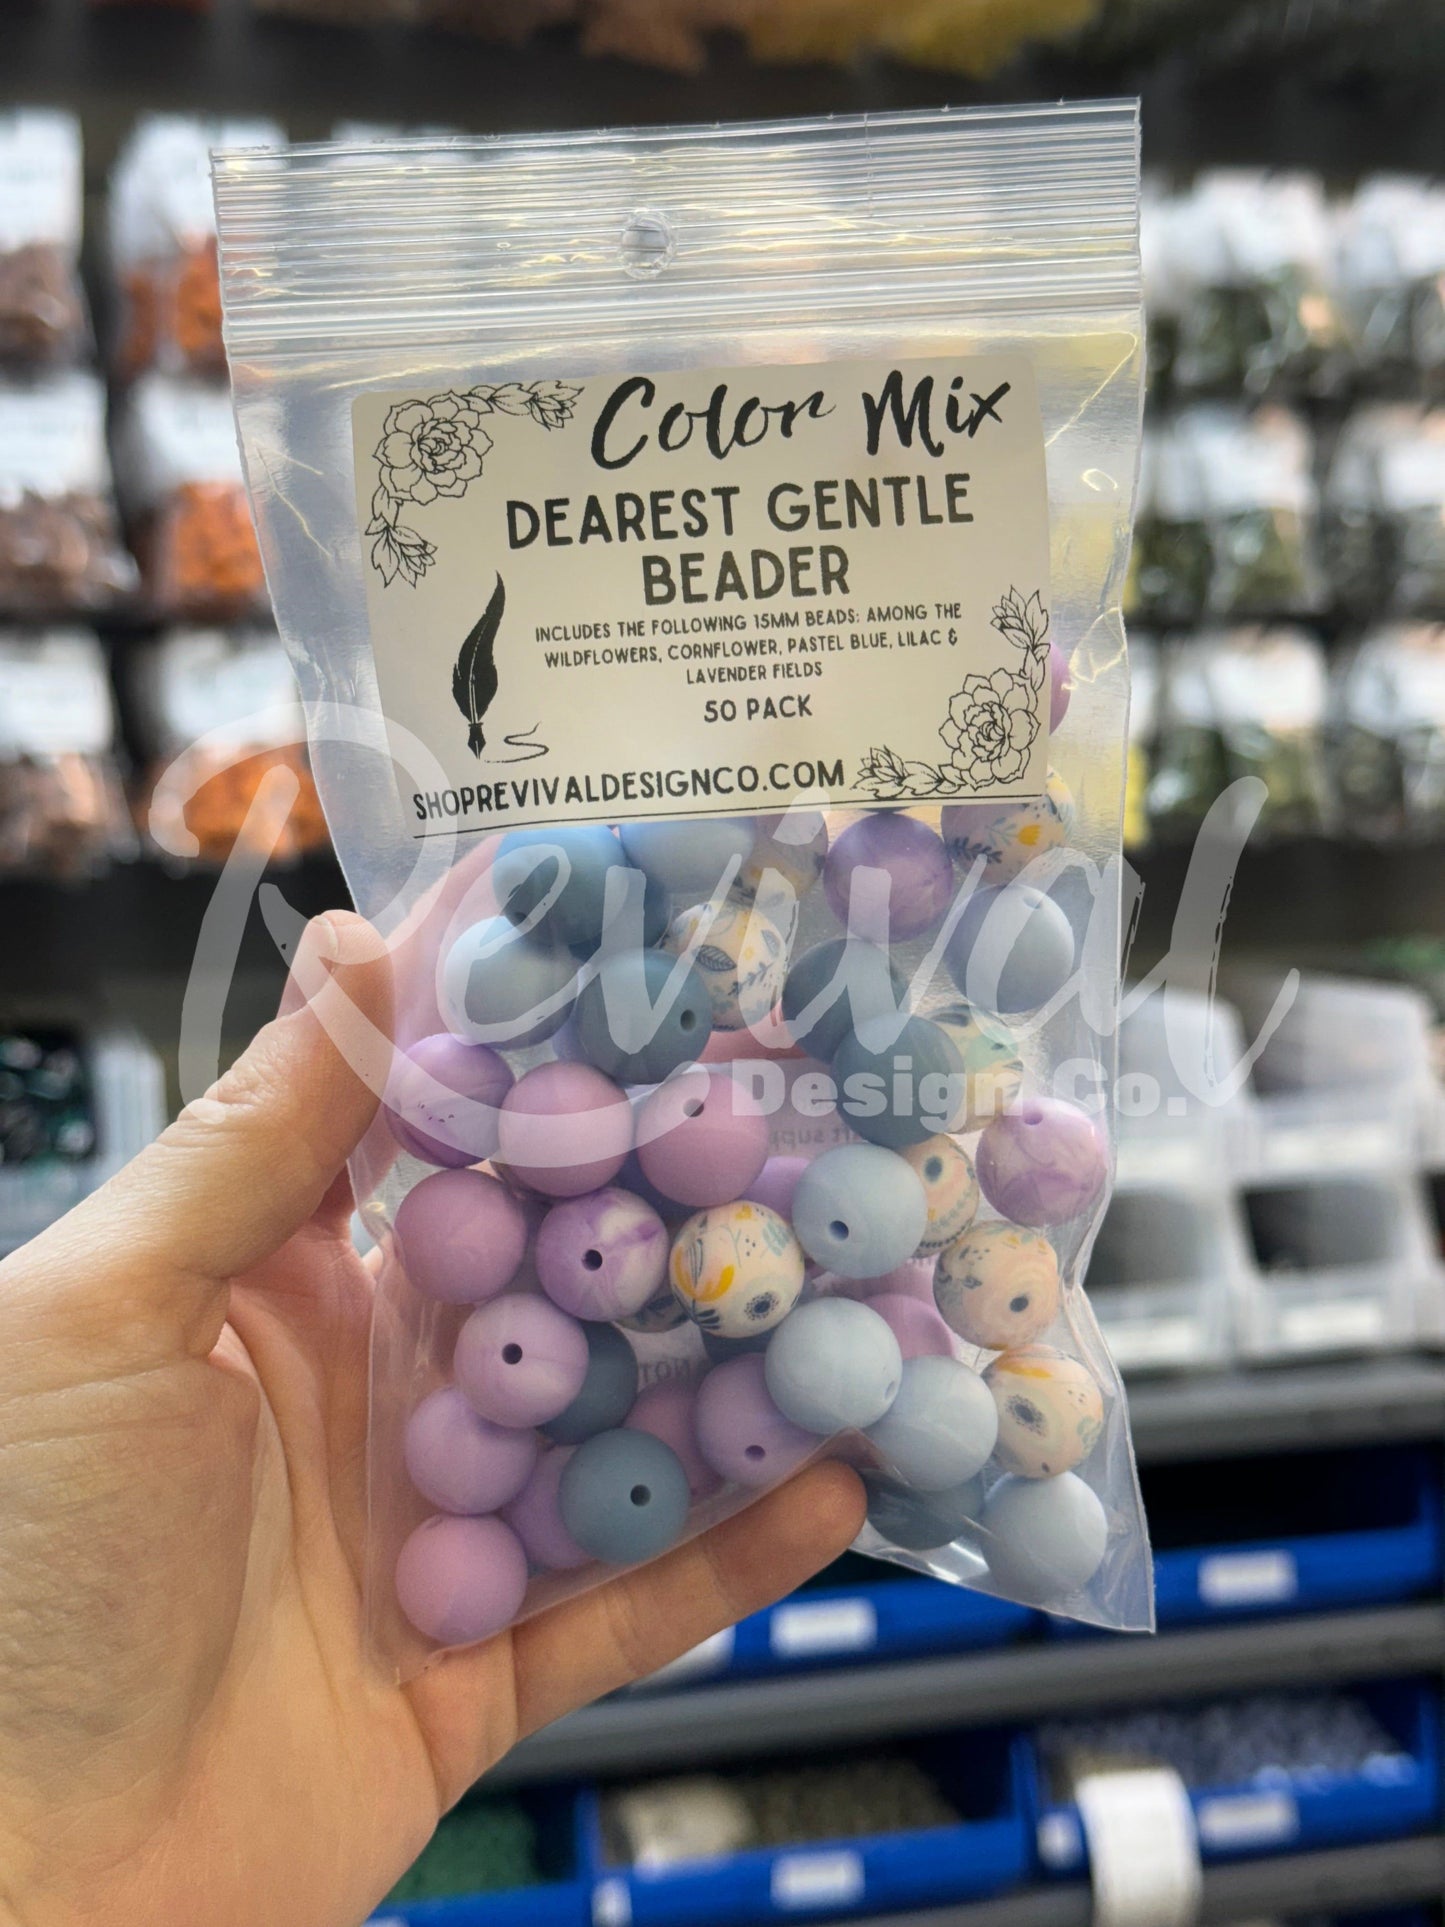 Color Mix
DEAREST GENTLE
BEADER
INCLUDES THE FOLLOWING 15MM BEADS: AMONG THE
WILDFLOWERS, CORNFLOWER, PASTEL BLUE, LILAC &
LAVENDER FIELDS
50 PACK
SHOPREVIVALDESIGNCO.COM
Revival
Design Co.